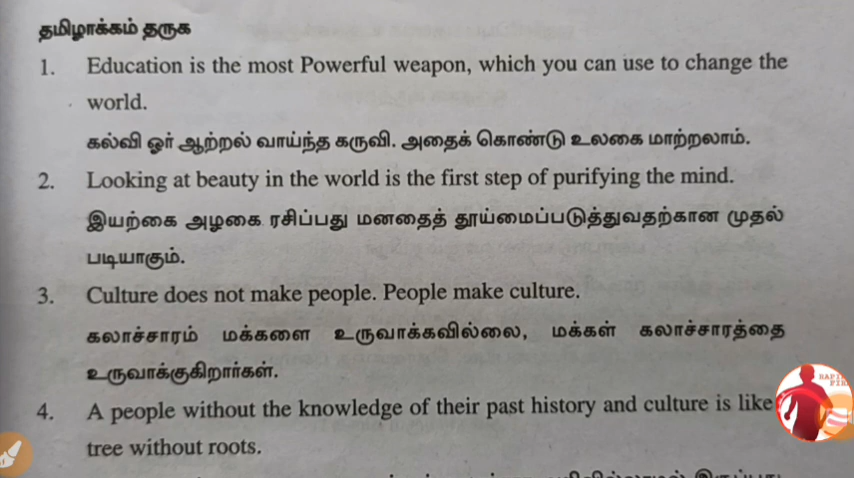 தமிழாக்கம் தருக
1. Education is the most Powerful weapon, which you can use to change the
world.
கல்வி ஓர் ஆற்றல் வாய்ந்த கருவி. அதைக் கொண்டு உலகை மாற்றலாம்.
2. Looking at beauty in the world is the first step of purifying the mind.
இயற்கை அழகை ரசிப்பது மனதைத் தூய்மைப்படுத்துவதற்கான முதல்
படியாகும்.
3. Culture does not make people. People make culture.
கலாச்சாரம் மக்களை உருவாக்கவில்லை, மக்கள் கலாச்சாரத்தை
உருவாக்குகிறார்கள்.
4. A people without the knowledge of their past history and culture is like
tree without roots.